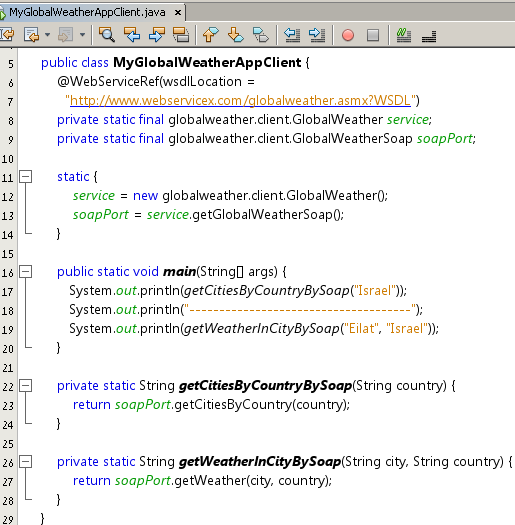 MyGlobalWeatherAppClient.java ×
5 public class MyGlobalWeatherAppClient {
6 @WebServiceRef(wsdlLocation =
7 "http://www.webservicex.com/globalweather.asmx?WSDL")
8 private static final globalweather.client.GlobalWeather service;
9 private static final globalweather.client.GlobalWeatherSoap soapPort;
10
11 static {
12 service = new globalweather.client.GlobalWeather();
13 soapPort = service.getGlobalWeatherSoap();
14 }
15
16 public static void main(String[] args) {
17 System.out.println(getCitiesByCountryBySoap("Israel"));
18 System.out.println("-------------------------------------");
19 System.out.println(getWeatherInCityBySoap("Eilat", "Israel"));
20 }
21
22 private static String getCitiesByCountryBySoap(String country) {
23 return soapPort.getCitiesByCountry(country);
24 }
25
26 private static String getWeatherInCityBySoap(String city, String country) {
27 return soapPort.getWeather(city, country);
28 }
29 }